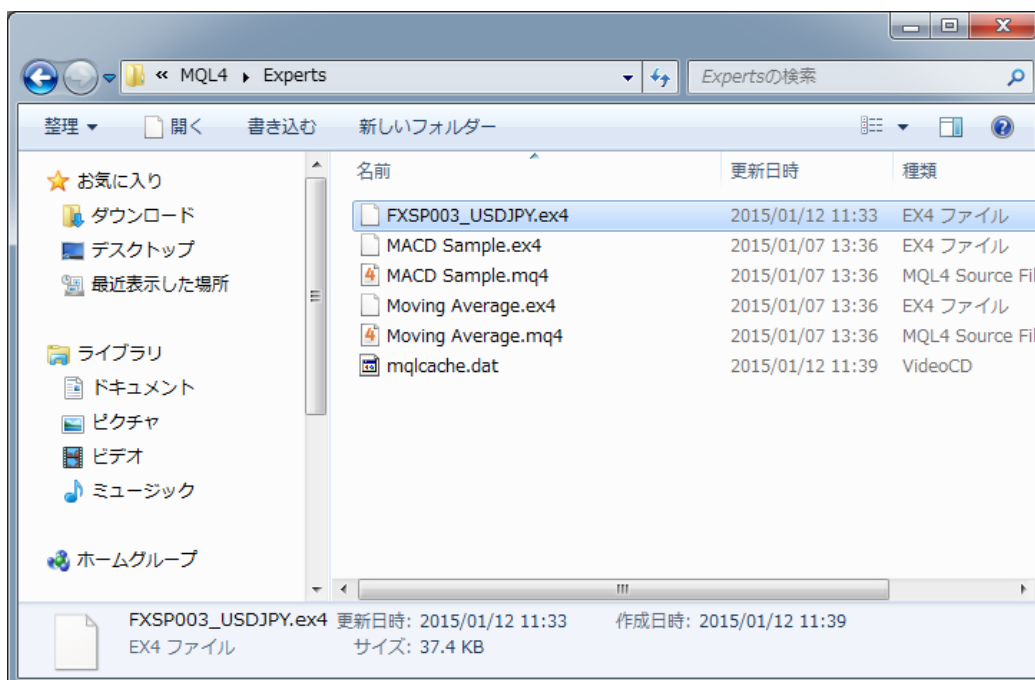 « MQL4 ▸ Experts
Expertsの検索
整理 ▼ 開く 書き込む 新しいフォルダー
お気に入り
ダウンロード
デスクトップ
最近表示した場所
ライブラリ
ドキュメント
ピクチャ
ビデオ
ミュージック
ホームグループ
名前 更新日時 種類
FXSP003_USDJPY.ex4 2015/01/12 11:33 EX4 ファイル
MACD Sample.ex4 2015/01/07 13:36 EX4 ファイル
MACD Sample.mq4 2015/01/07 13:36 MQL4 Source Fil
Moving Average.ex4 2015/01/07 13:36 EX4 ファイル
Moving Average.mq4 2015/01/07 13:36 MQL4 Source Fil
mqlcache.dat 2015/01/12 11:39 VideoCD
FXSP003_USDJPY.ex4 更新日時: 2015/01/12 11:33 作成日時: 2015/01/12 11:39
EX4 ファイル サイズ: 37.4 KB